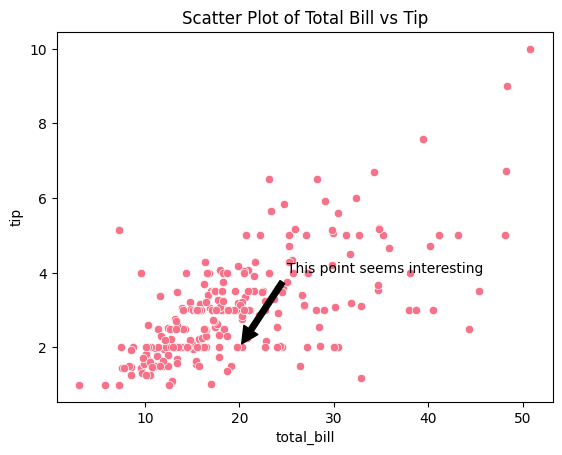 Scatter Plot of Total Bill vs Tip
10
8
6
4
2
tip
This point seems interesting
10
20
30
40
50
total_bill